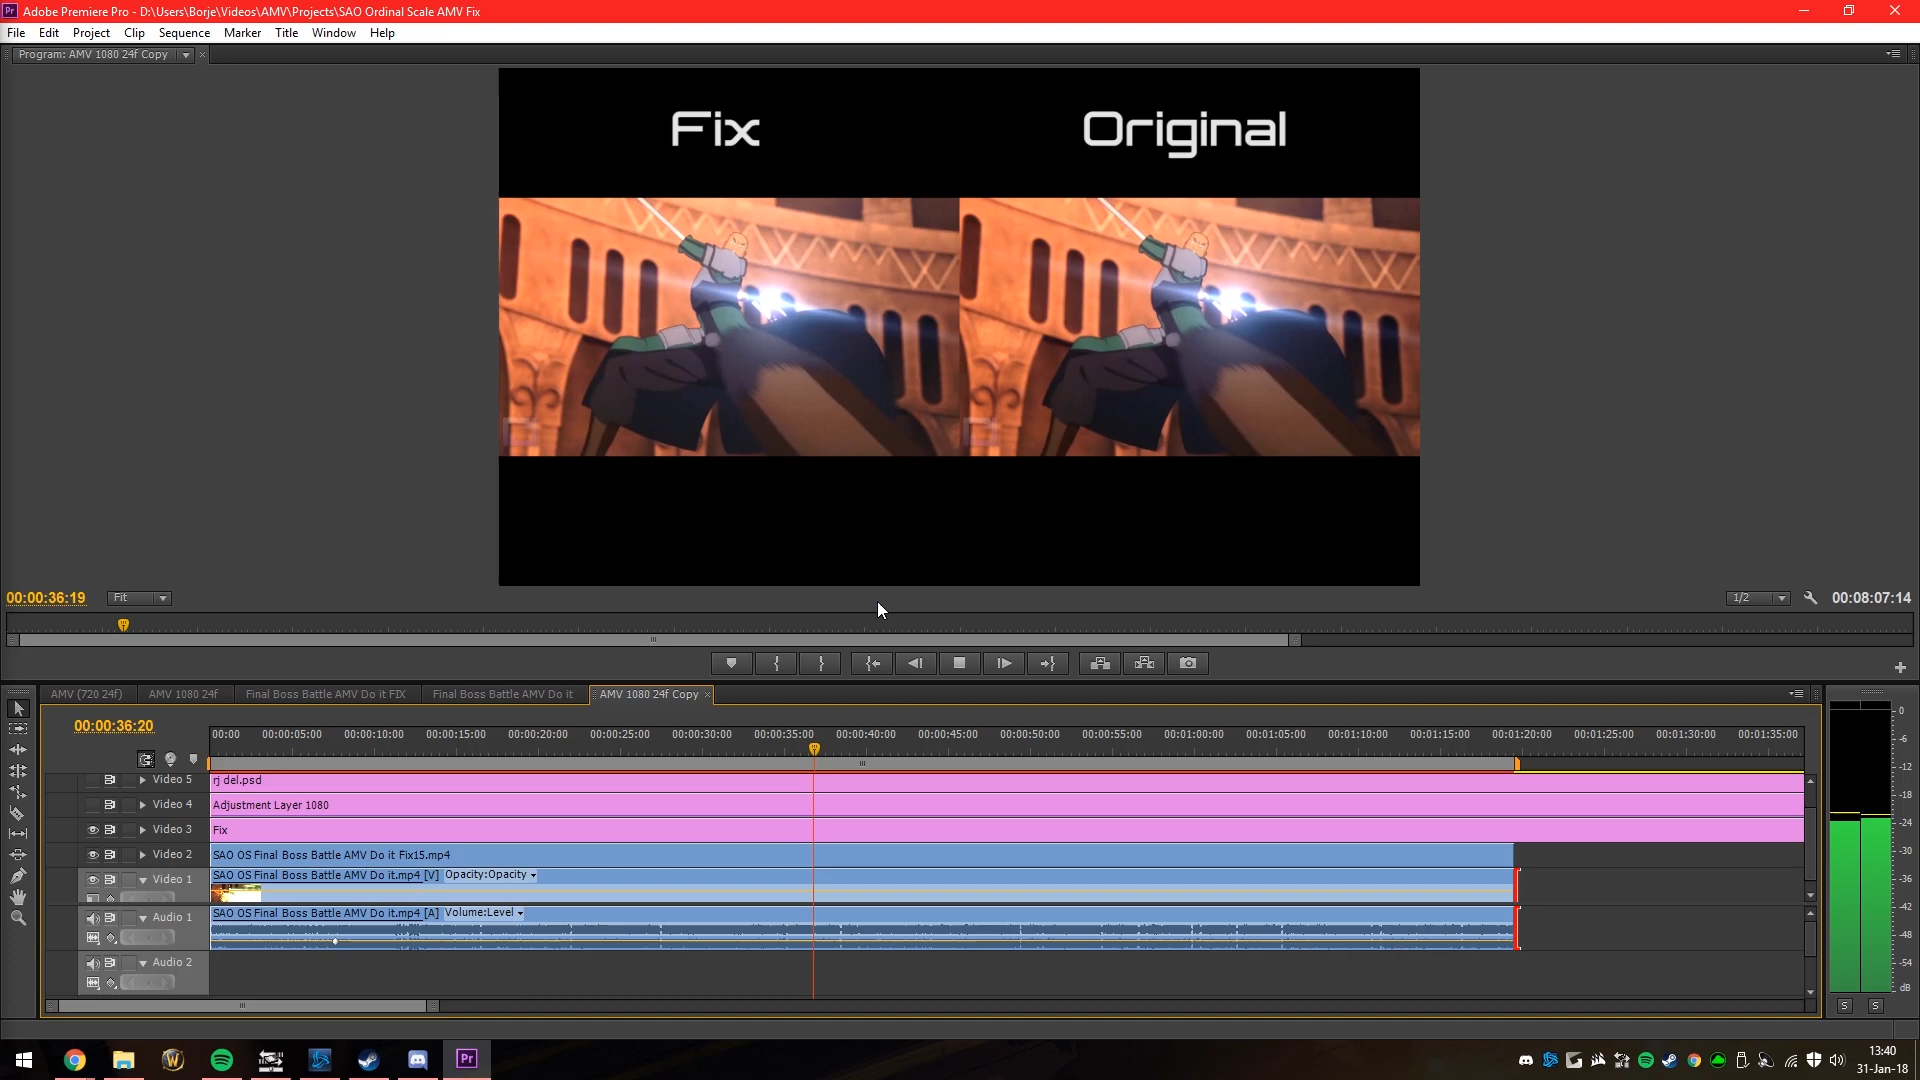 Pr Adobe Premiere Pro - D:\Users\Borje\Videos\AMV\Projects\SAO Ordinal Scale AMV Fix
File Edit Project Clip Sequence Marker Title Window Help
Program: AMV 1080 24f Copy
Fix Original
00:00:36:19 Fit 1/2 00:08:07:14
AMV (720 24f) AMV 1080 24f Final Boss Battle AMV Do it FIX Final Boss Battle AMV Do it AMV 1080 24f Copy
00:00:36:20
00:00 00:00:05:00 00:00:10:00 00:00:15:00 00:00:20:00 00:00:25:00 00:00:30:00 00:00:35:00 00:00:40:00 00:00:45:00 00:00:50:00 00:00:55:00 00:01:00:00 00:01:05:00 00:01:10:00 00:01:15:00 00:01:20:00 00:01:25:00 00:01:30:00 00:01:35:00
Video 5 rj del.psd
Video 4 Adjustment Layer 1080
Video 3 Fix
Video 2 SAO OS Final Boss Battle AMV Do it Fix15.mp4
Video 1 SAO OS Final Boss Battle AMV Do it.mp4 [V] Opacity:Opacity
Audio 1 SAO OS Final Boss Battle AMV Do it.mp4 [A] Volume:Level
Audio 2
0
-6
-12
-18
-24
-30
-36
-42
-48
-54
dB
S S
Pr
13:40
31-Jan-18